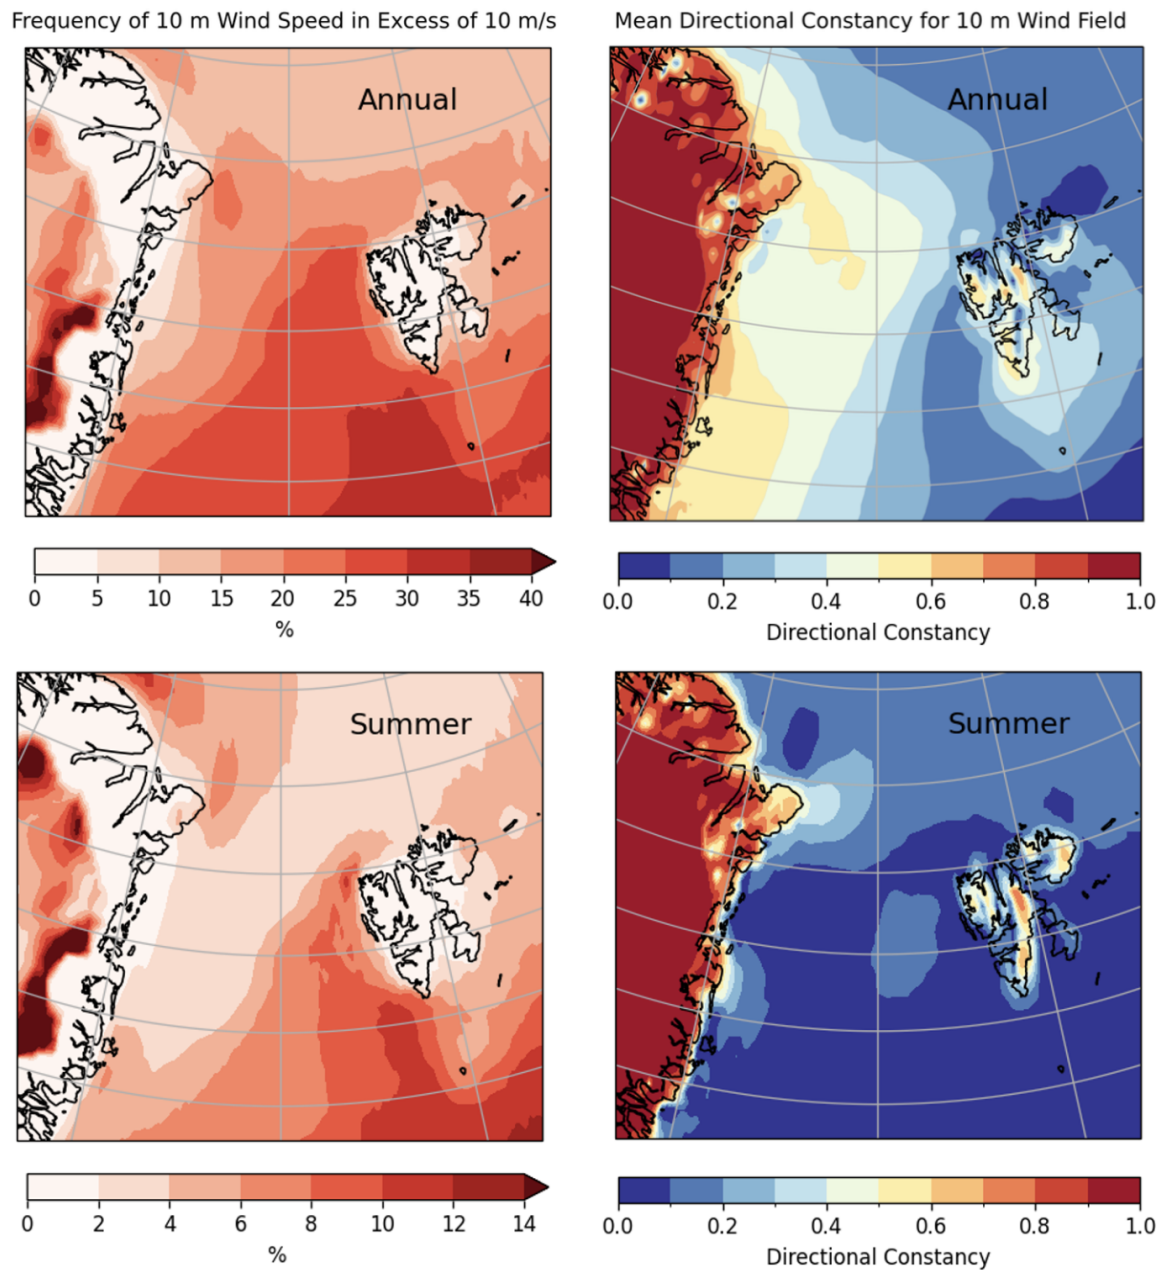 Frequency of 10 m Wind Speed in Excess of 10 m/s
Mean Directional Constancy for 10 m Wind Field
Annual
Annual
0 5 10 15 20 25 30 35 40
%
0.0 0.2 0.4 0.6 0.8 1.0
Directional Constancy
Summer
Summer
0 2 4 6 8 10 12 14
%
0.0 0.2 0.4 0.6 0.8 1.0
Directional Constancy